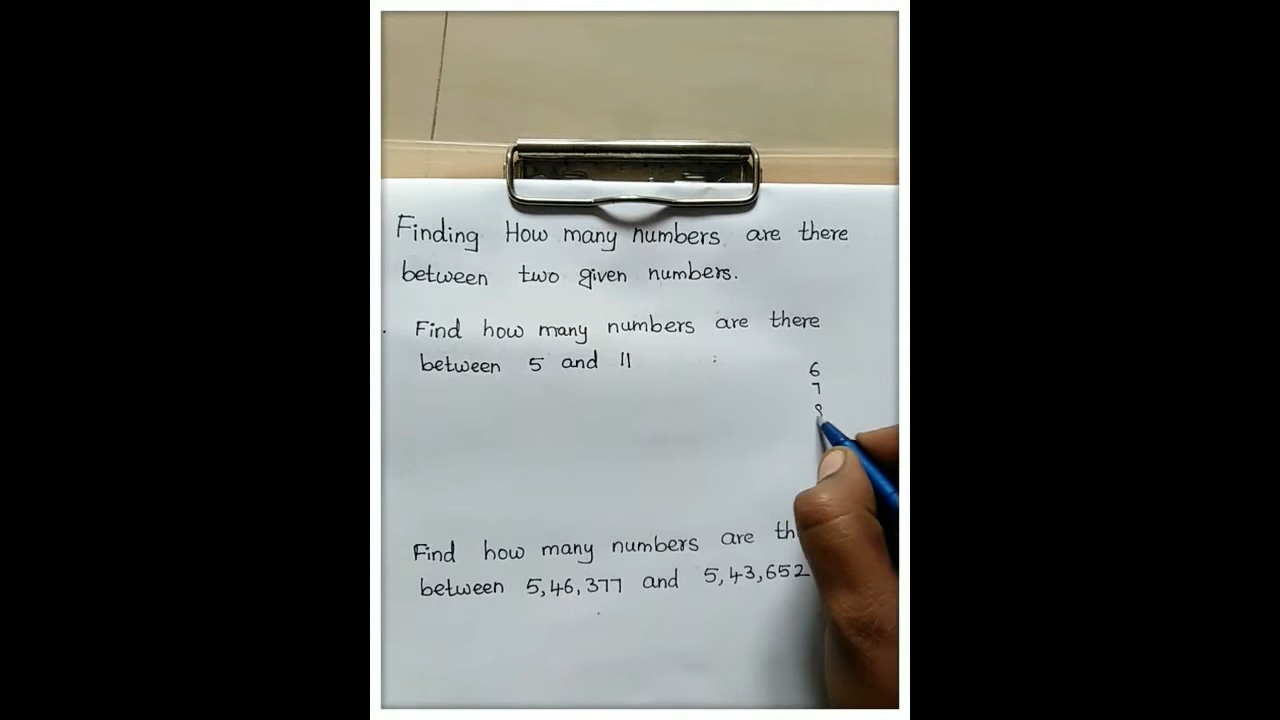 Finding How many numbers are there
between two given numbers.
Find how many numbers are there
between 5 and 11
6
7
8
Find how many numbers are
between 5,46,377 and 5,43,652